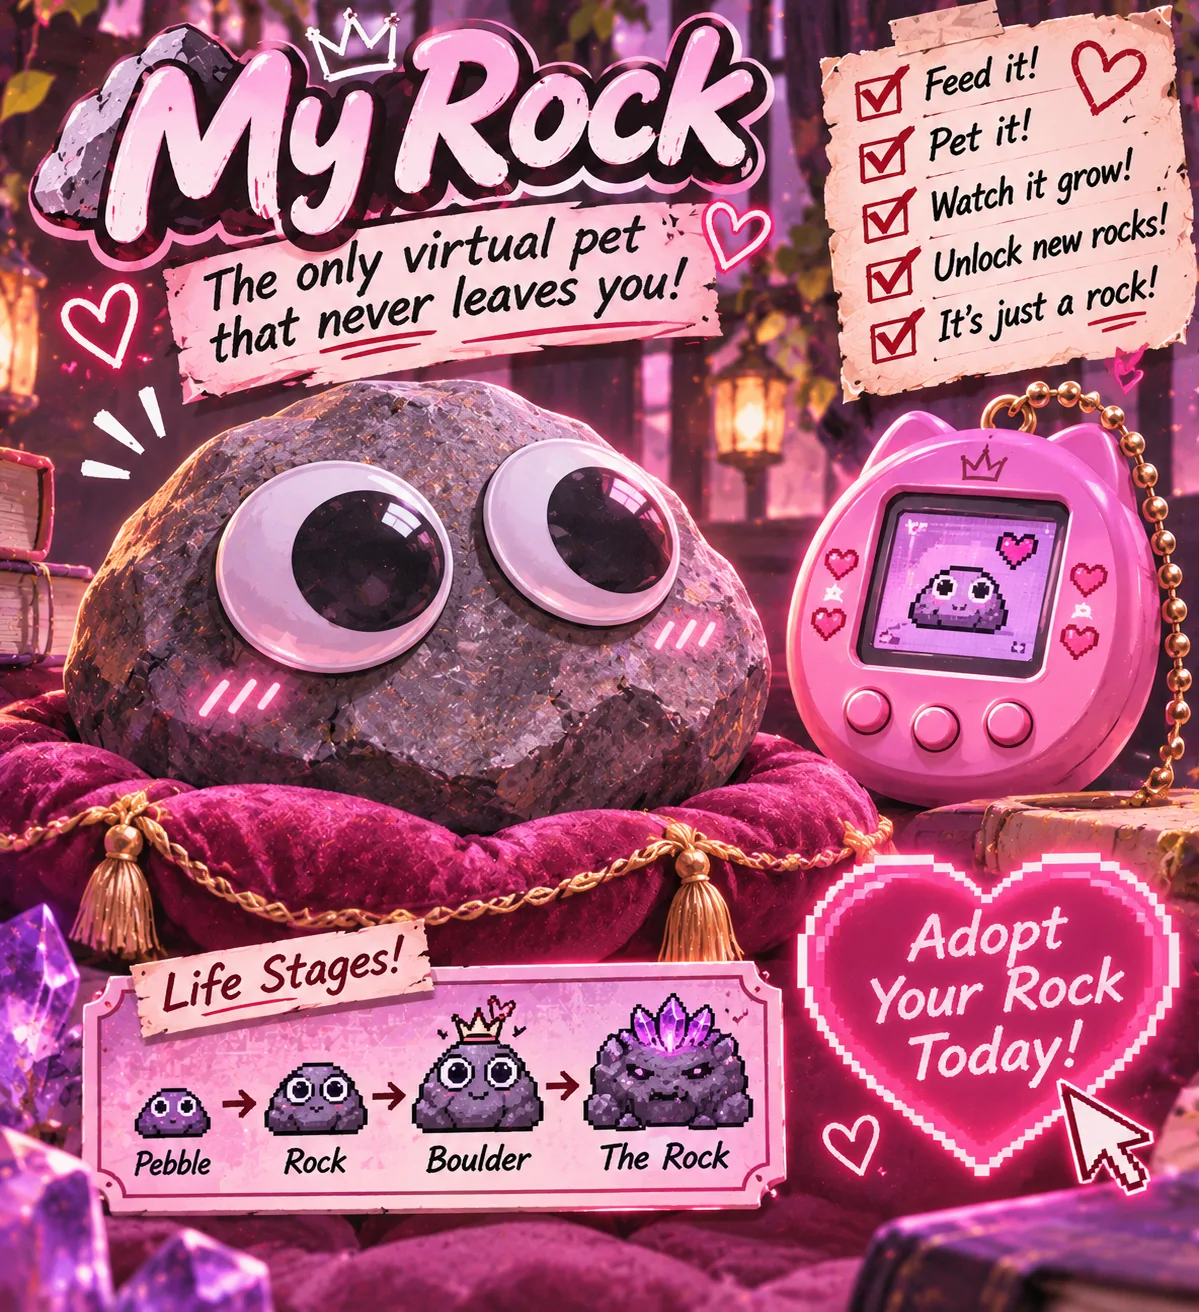 My Rock
The only virtual pet
that never leaves you!
Feed it!
Pet it!
Watch it grow!
Unlock new rocks!
It's just a rock!
Life Stages!
Pebble
Rock
Boulder
The Rock
Adopt
Your Rock
Today!